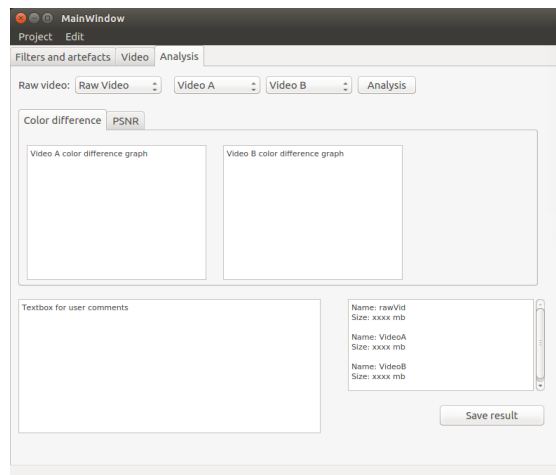 MainWindow
Project Edit
Filters and artefacts Video Analysis
Raw video: Raw Video Video A Video B Analysis
Color difference PSNR
Video A color difference graph Video B color difference graph
Textbox for user comments
Name: rawVid
Size: xxxx mb
Name: VideoA
Size: xxxx mb
Name: VideoB
Size: xxxx mb
Save result